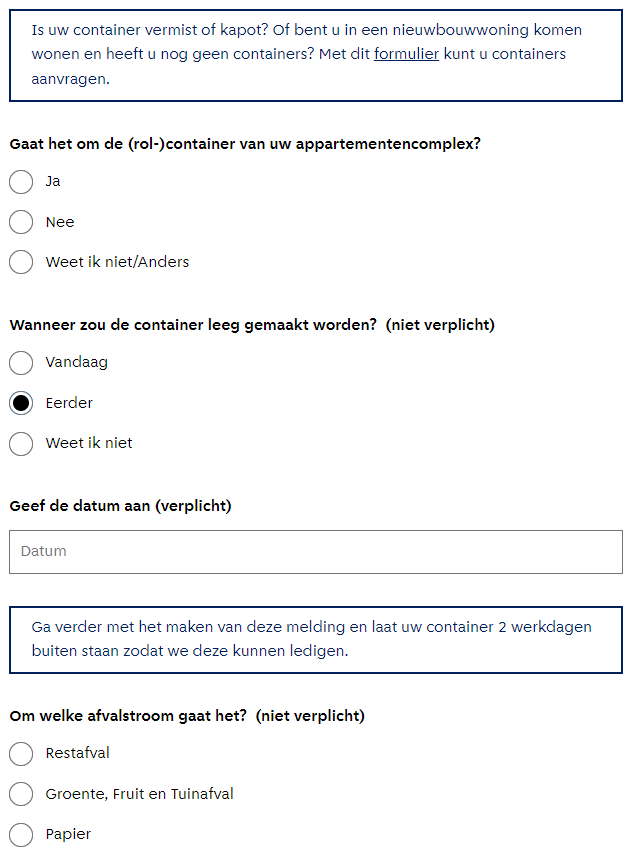 Is uw container vermist of kapot? Of bent u in een nieuwbouwwoning komen
wonen en heeft u nog geen containers? Met dit formulier kunt u containers
aanvragen.
Gaat het om de (rol-)container van uw appartementencomplex?
Ja
Nee
Weet ik niet/Anders
Wanneer zou de container leeg gemaakt worden? (niet verplicht)
Vandaag
Eerder
Weet ik niet
Geef de datum aan (verplicht)
Datum
Ga verder met het maken van deze melding en laat uw container 2 werkdagen
buiten staan zodat we deze kunnen ledigen.
Om welke afvalstroom gaat het? (niet verplicht)
Restafval
Groente, Fruit en Tuinafval
Papier